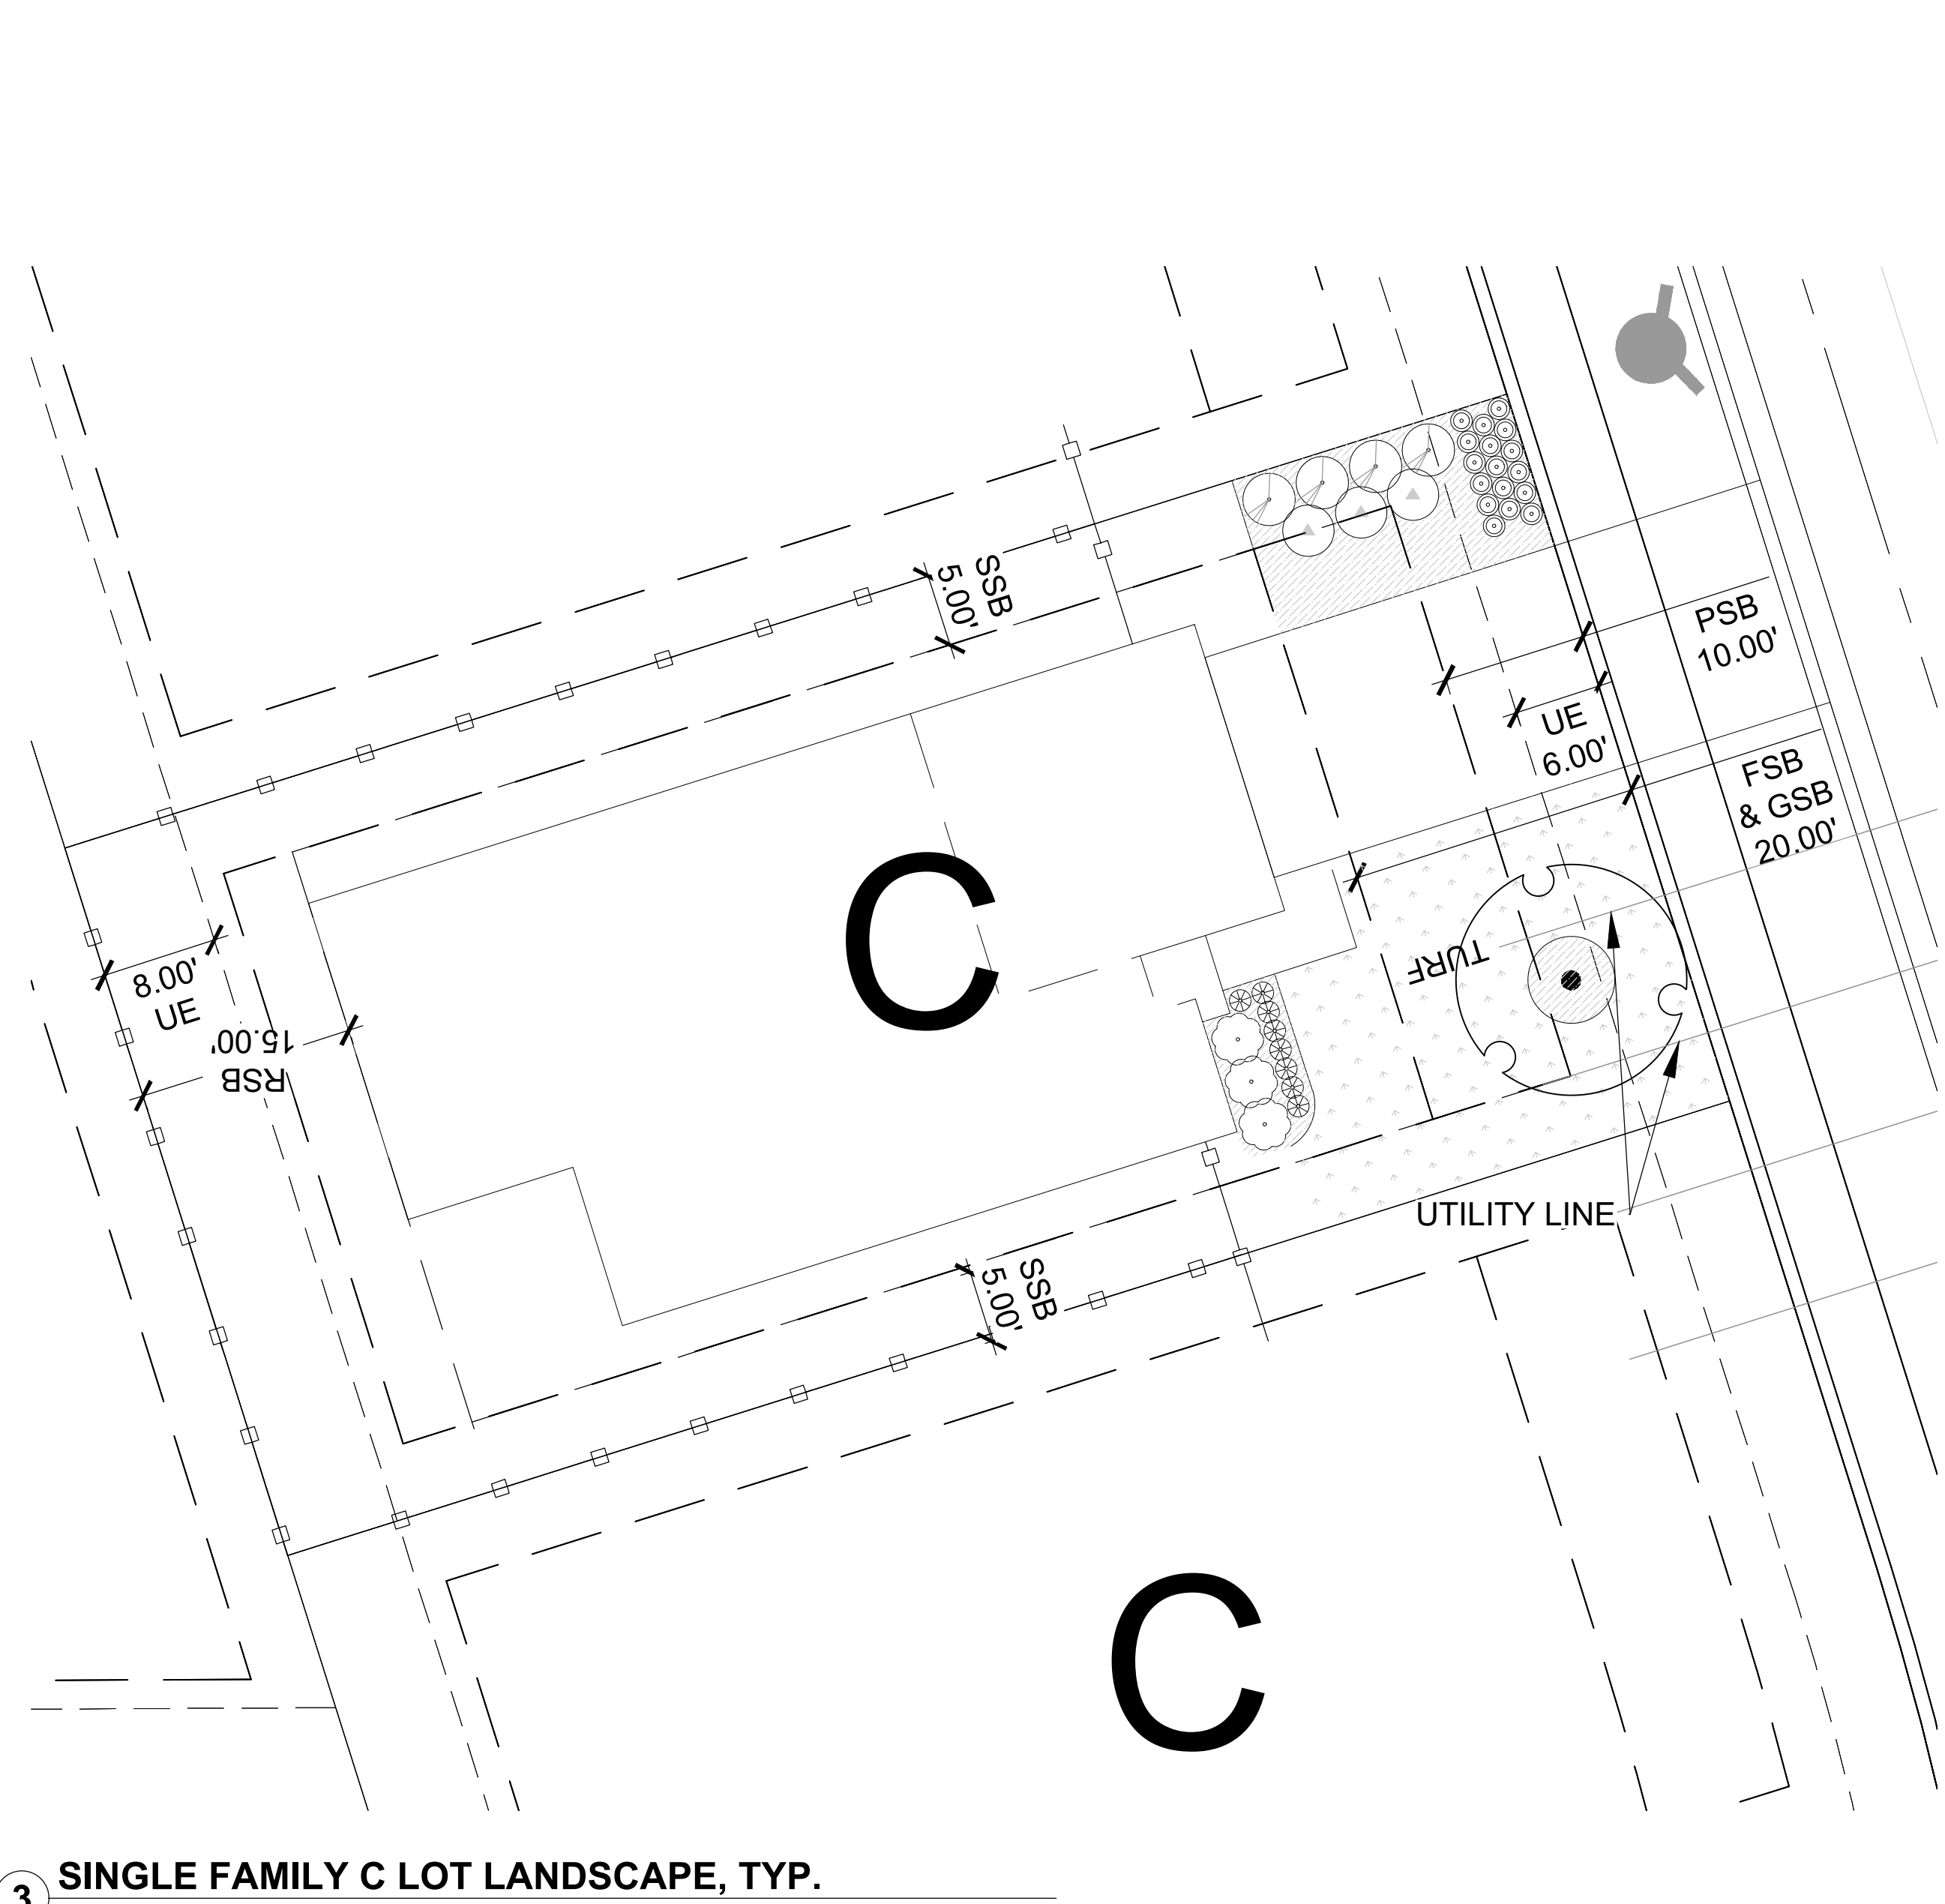 SSB
5.00'
PSB
10.00'
UE
6.00'
FSB
& GSB
20.00'
C
TURF
8.00'
UE
15.00'
RSB
UTILITY LINE
SSB
5.00'
C
3
SINGLE FAMILY C LOT LANDSCAPE, TYP.